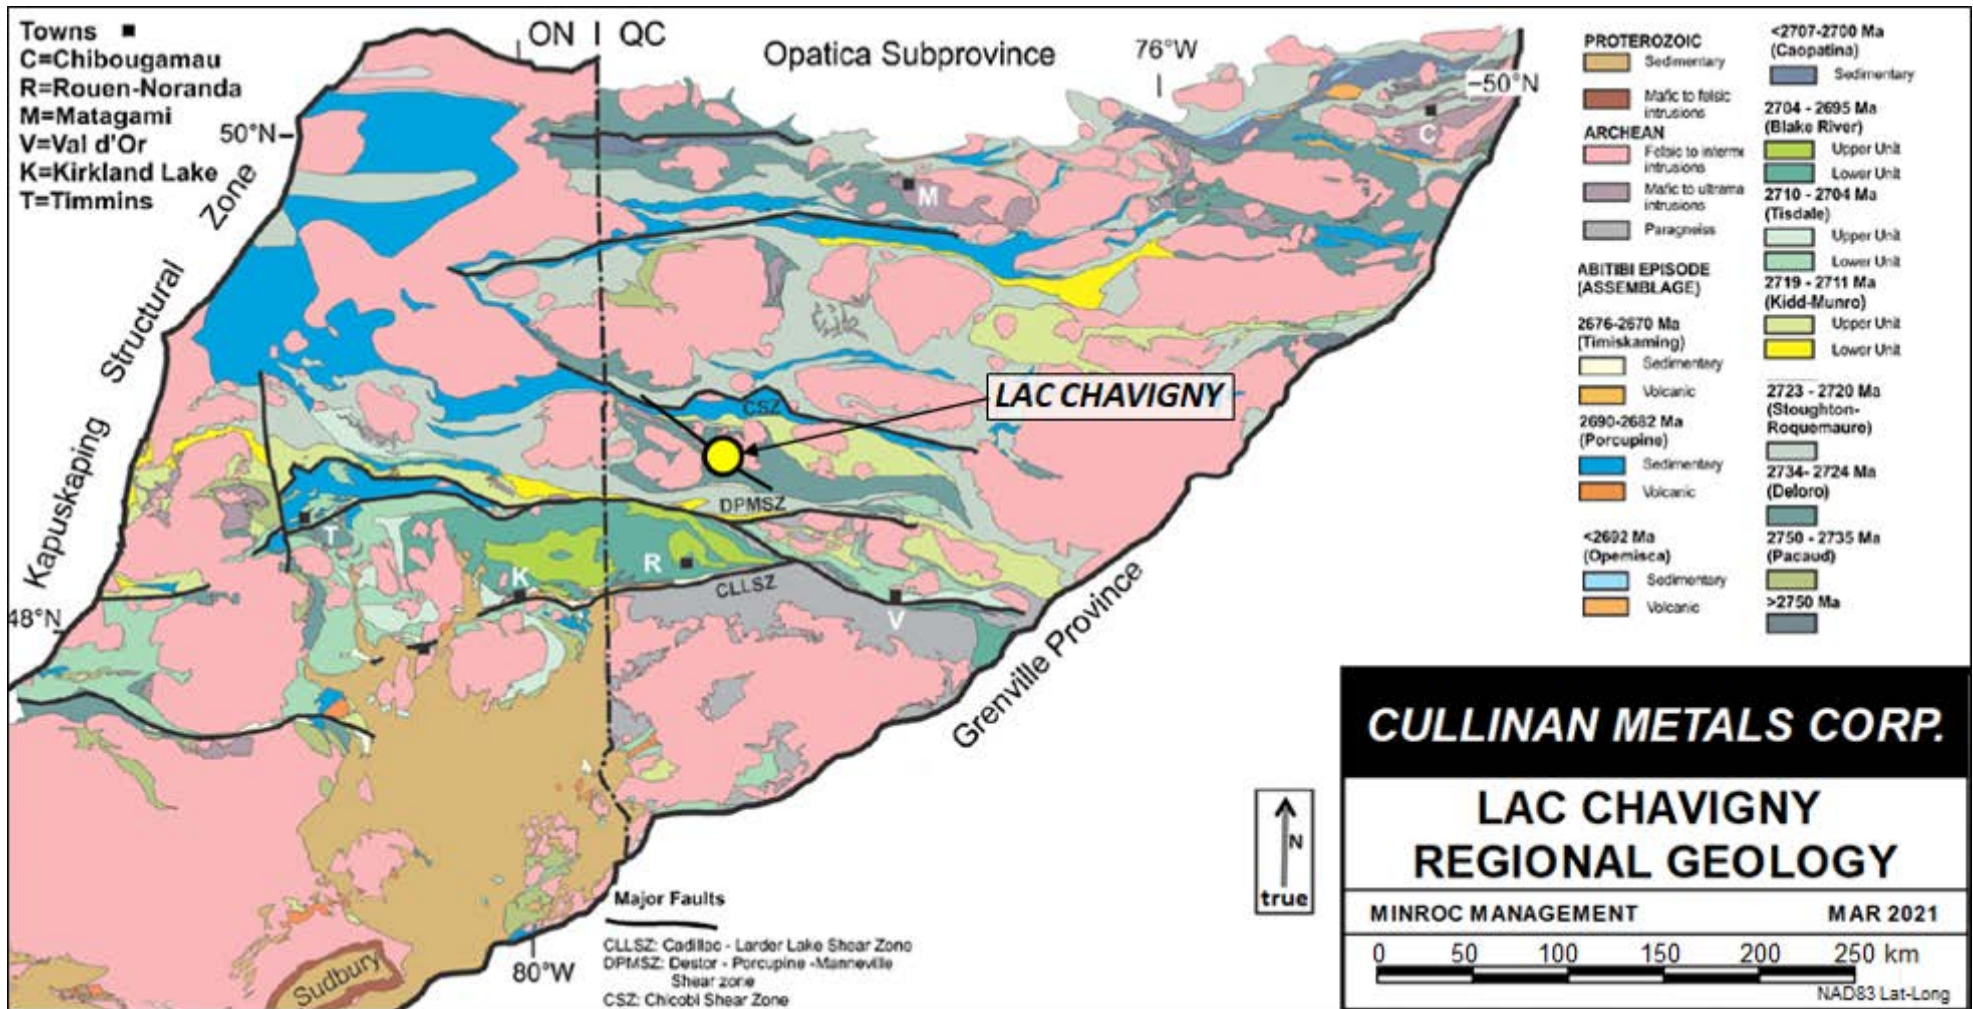 Towns
C=Chibougamau
R=Rouen-Noranda
M=Matagami
V=Val d'Or
K=Kirkland Lake
T=Timmins
ON
QC
Opatica Subprovince
76°W
50°N
50°N
C
M
Kapuskaping Structural Zone
LAC CHAVIGNY
CSZ
DPMSZ
T
K
R
CLLSZ
V
48°N
Grenville Province
Sudbury
80°W
Major Faults
CLLSZ: Cadillac - Larder Lake Shear Zone
DPMSZ: Destor - Porcupine -Manneville
Shear zone
CSZ: Chicobi Shear Zone
N
true
PROTEROZOIC
Sedimentary
Mafic to felsic
intrusions
ARCHEAN
Felsic to interme
intrusions
Mafic to ultrama
intrusions
Paragneiss
ABITIBI EPISODE
(ASSEMBLAGE)
2676-2670 Ma
(Timiskaming)
Sedimentary
Volcanic
2690-2682 Ma
(Porcupine)
Sedimentary
Volcanic
<2692 Ma
(Opemisca)
Sedimentary
Volcanic
<2707-2700 Ma
(Caopatina)
Sedimentary
2704 - 2695 Ma
(Blake River)
Upper Unit
Lower Unit
2710 - 2704 Ma
(Tisdale)
Upper Unit
Lower Unit
2719 - 2711 Ma
(Kidd-Munro)
Upper Unit
Lower Unit
2723 - 2720 Ma
(Stoughton-
Roquemaure)
2734- 2724 Ma
(Deloro)
2750 - 2735 Ma
(Pacaud)
>2750 Ma
CULLINAN METALS CORP.
LAC CHAVIGNY
REGIONAL GEOLOGY
MINROC MANAGEMENT MAR 2021
0 50 100 150 200 250 km
NAD83 Lat-Long